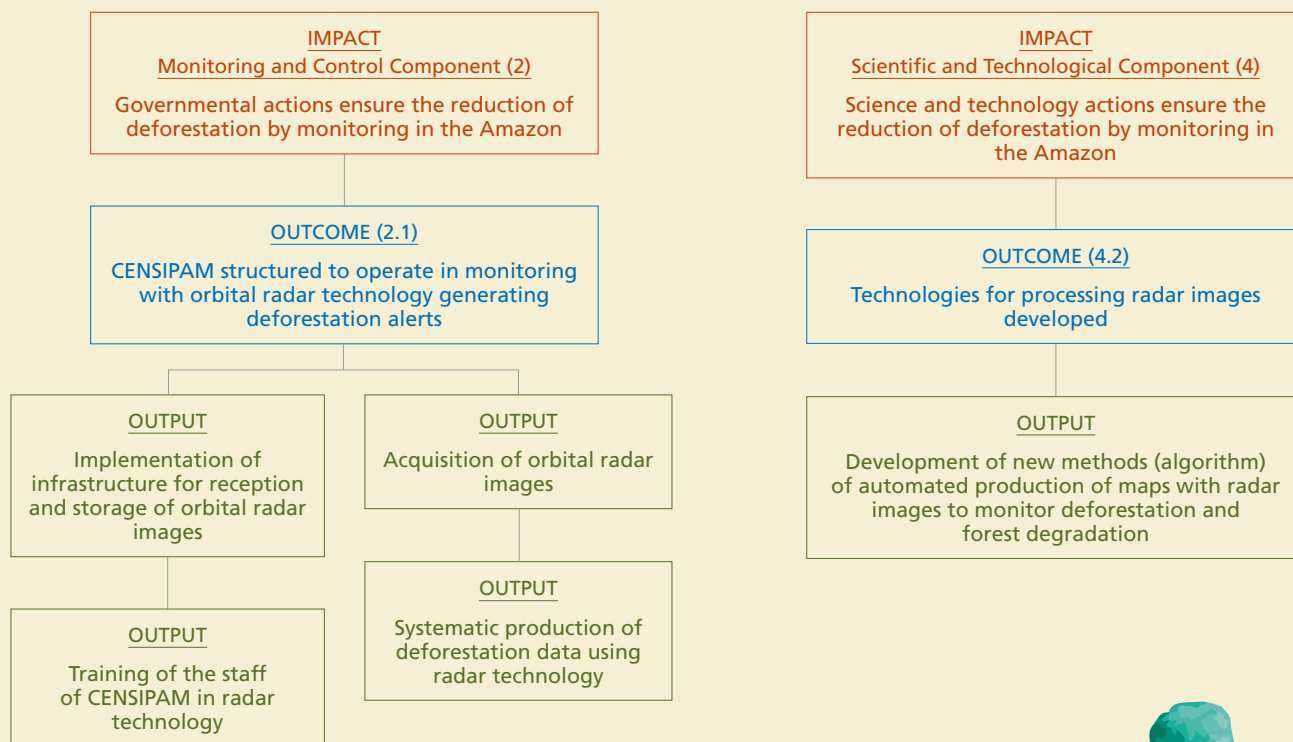 IMPACT
Monitoring and Control Component (2)
Governmental actions ensure the reduction of
deforestation by monitoring in the Amazon
OUTCOME (2.1)
CENSIPAM structured to operate in monitoring
with orbital radar technology generating
deforestation alerts
OUTPUT
Implementation of
infrastructure for reception
and storage of orbital radar
images
OUTPUT
Training of the staff
of CENSIPAM in radar
technology
OUTPUT
Acquisition of orbital radar
images
OUTPUT
Systematic production of
deforestation data using
radar technology
IMPACT
Scientific and Technological Component (4)
Science and technology actions ensure the
reduction of deforestation by monitoring in
the Amazon
OUTCOME (4.2)
Technologies for processing radar images
developed
OUTPUT
Development of new methods (algorithm)
of automated production of maps with radar
images to monitor deforestation and
forest degradation